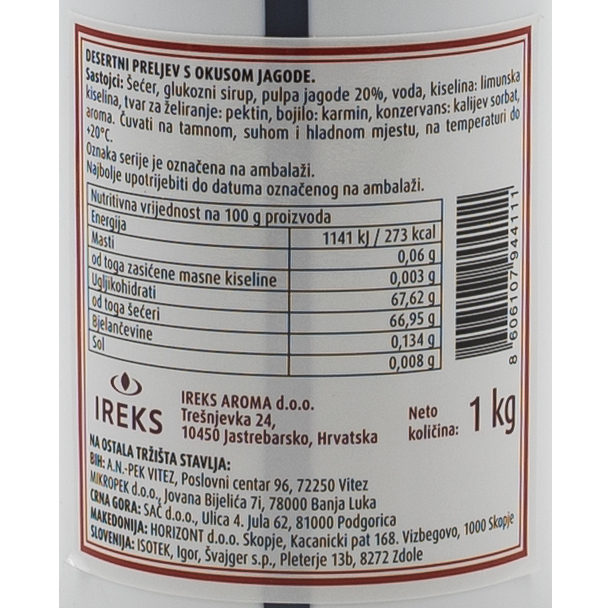 DESERTNI PRELJEV S OKUSOM JAGODE.
Sastojci: Šećer, glukozni sirup, pulpa jagode 20%, voda, kiselina: limunska
kiselina, tvar za želiranje: pektin, bojilo: karmin, konzervans: kalijev sorbat,
aroma. Čuvati na tamnom, suhom i hladnom mjestu, na temperaturi do
+20°C.
Oznaka serije je označena na ambalaži.
Najbolje upotrijebiti do datuma označenog na ambalaži.
Nutritivna vrijednost na 100 g proizvoda
Energija 1141 kJ / 273 kcal
Masti 0,06 g
od toga zasićene masne kiseline 0,003 g
Ugljikohidrati 67,62 g
od toga šećeri 66,95 g
Bjelančevine 0,134 g
Sol 0,008 g
8 606107 944111
IREKS
IREKS AROMA d.o.o.
Trešnjevka 24,
10450 Jastrebarsko, Hrvatska
Neto
količina: 1 kg
NA OSTALA TRŽIŠTA STAVLJA:
BIH: A.N.-PEK VITEZ, Poslovni centar 96, 72250 Vitez
MIKROPEK d.o.o., Jovana Bijelića 7i, 78000 Banja Luka
CRNA GORA: SAĆ d.o.o., Ulica 4. Jula 62, 81000 Podgorica
MAKEDONIJA: HORIZONT d.o.o. Skopje, Kacanicki pat 168. Vizbegovo, 1000 Skopje
SLOVENIJA: ISOTEK, Igor, Švajger s.p., Pleterje 13b, 8272 Zdole